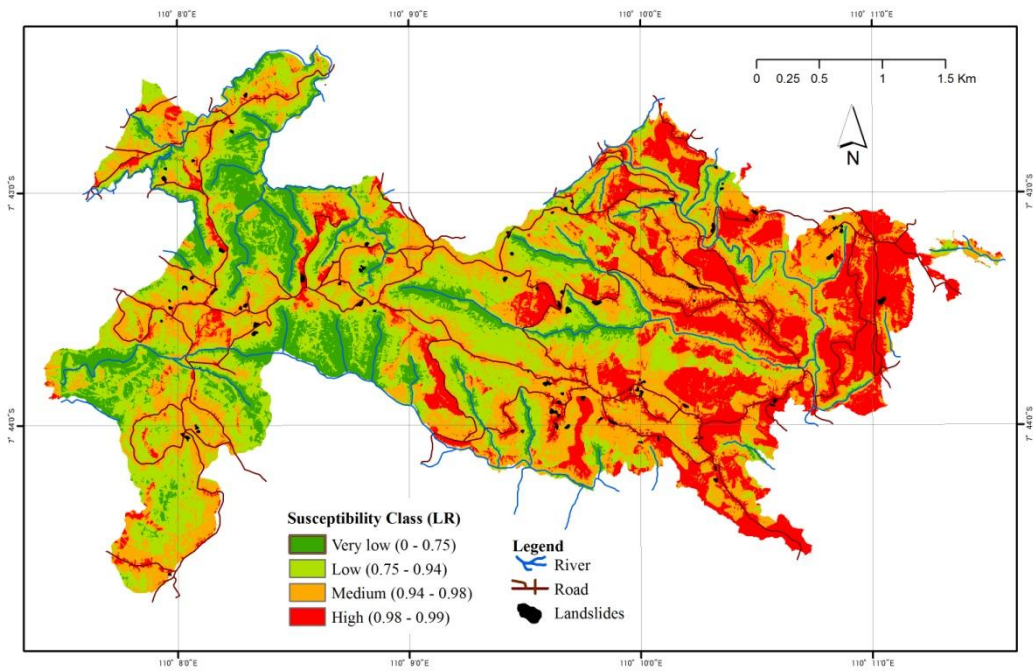 110° 8'0"E 110° 9'0"E 110° 10'0"E 110° 11'0"E
0 0.25 0.5 1 1.5 Km
N
7° 43'0"S 7° 43'0"S
7° 44'0"S 7° 44'0"S
Susceptibility Class (LR)
Very low (0 - 0.75)
Low (0.75 - 0.94)
Medium (0.94 - 0.98)
High (0.98 - 0.99)
Legend
River
Road
Landslides
110° 8'0"E 110° 9'0"E 110° 10'0"E 110° 11'0"E